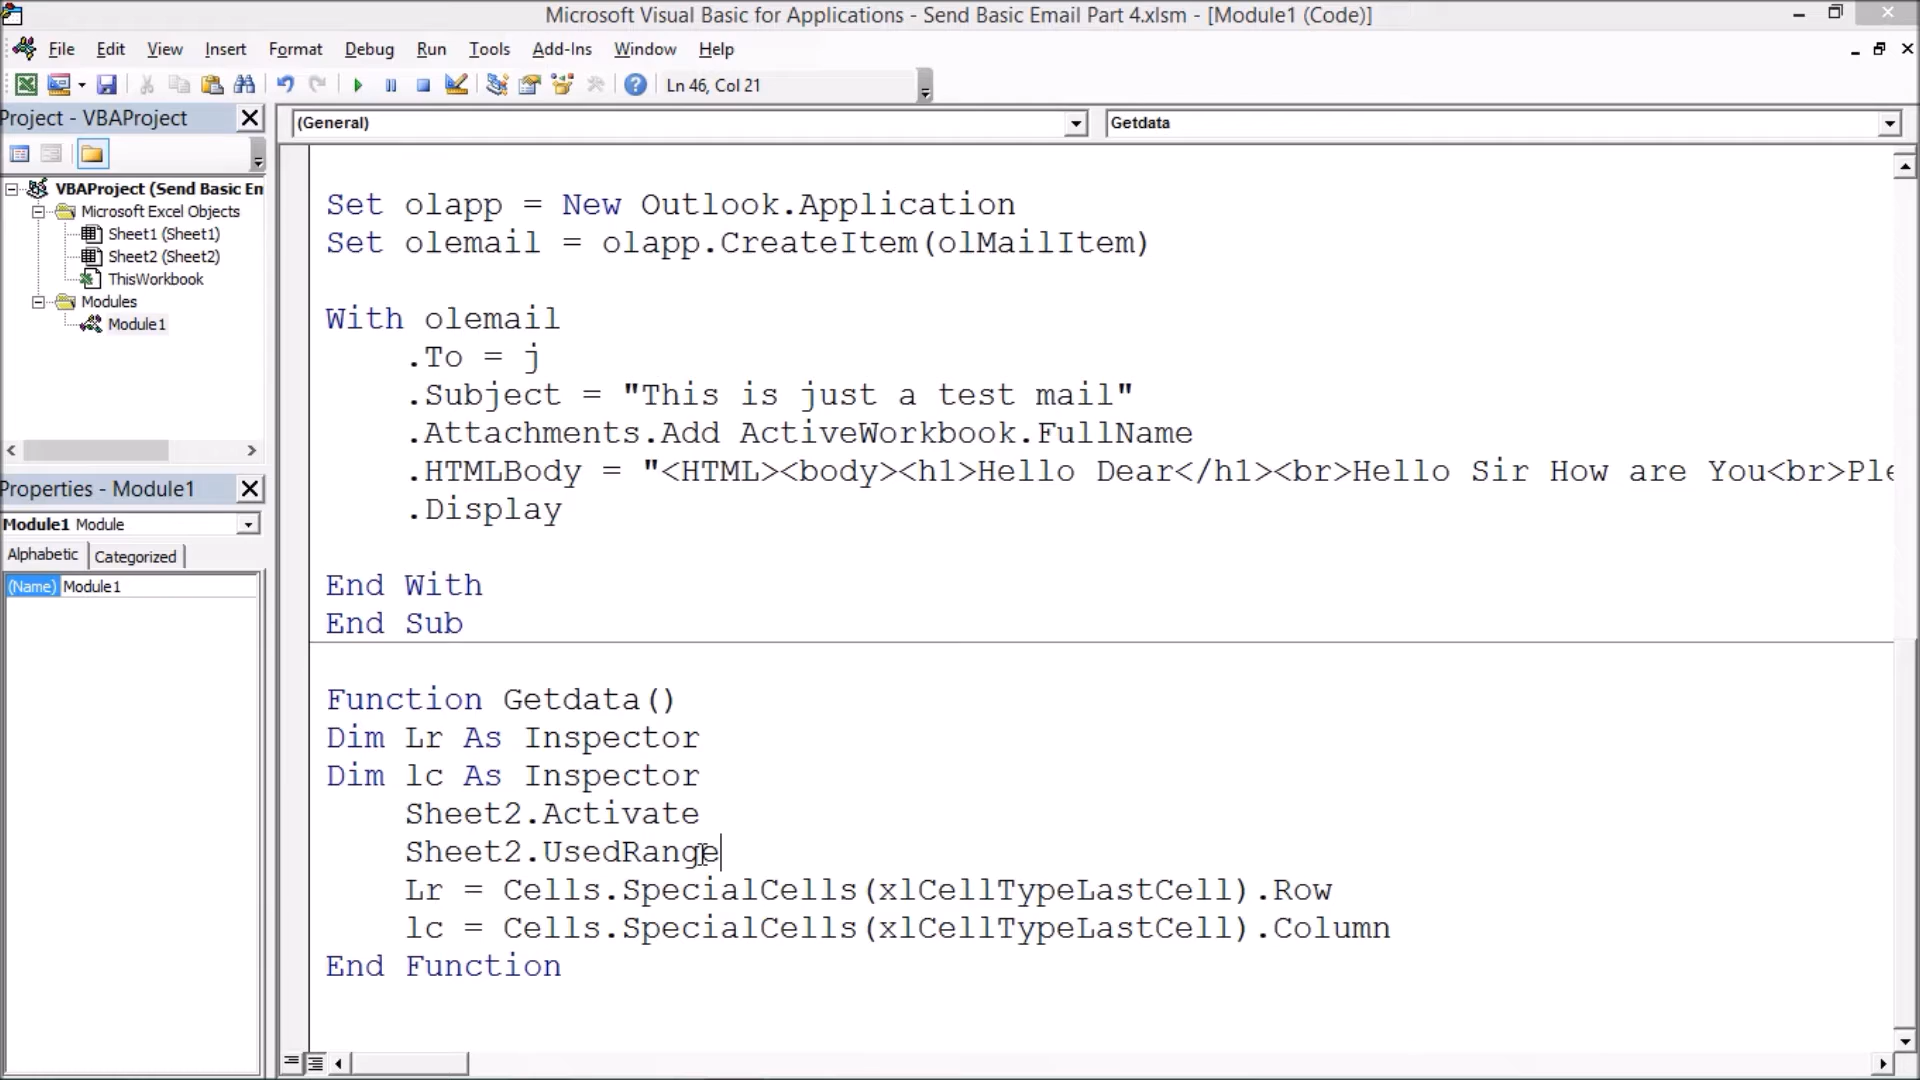 Microsoft Visual Basic for Applications - Send Basic Email Part 4.xlsm - [Module1 (Code)]
File Edit View Insert Format Debug Run Tools Add-Ins Window Help
Ln 46, Col 21
Project - VBAProject
(General)
Getdata
VBAProject (Send Basic En
Microsoft Excel Objects
Sheet1 (Sheet1)
Sheet2 (Sheet2)
ThisWorkbook
Modules
Module1
Properties - Module1
Module1 Module
Alphabetic Categorized
(Name) Module1
Set olapp = New Outlook.Application
Set olemail = olapp.CreateItem(olMailItem)
With olemail
.To = j
.Subject = "This is just a test mail"
.Attachments.Add ActiveWorkbook.FullName
.HTMLBody = "<HTML><body><h1>Hello Dear</h1><br>Hello Sir How are You<br>Ple
.Display
End With
End Sub
Function Getdata()
Dim Lr As Inspector
Dim lc As Inspector
Sheet2.Activate
Sheet2.UsedRange
Lr = Cells.SpecialCells(xlCellTypeLastCell).Row
lc = Cells.SpecialCells(xlCellTypeLastCell).Column
End Function